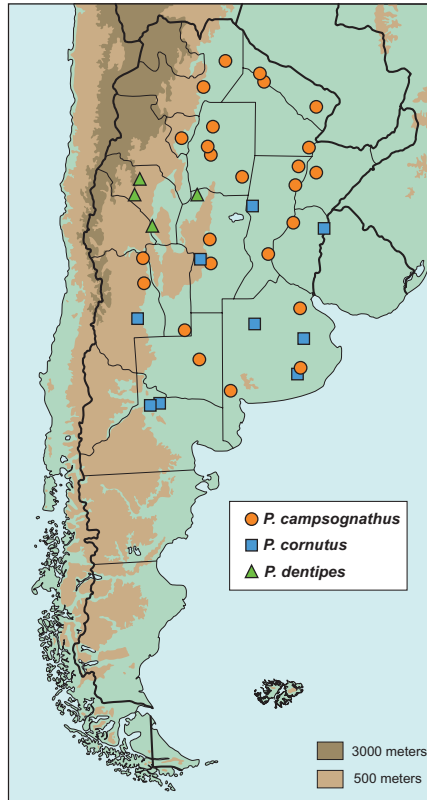 P. campsognathus
P. cornutus
P. dentipes
3000 meters
500 meters